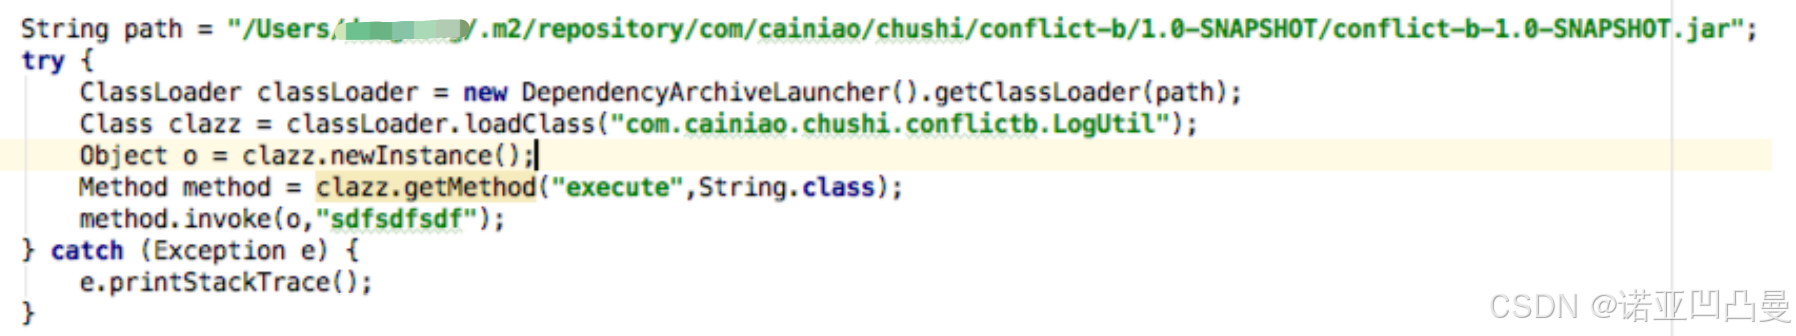 String path = "/Users/ /.m2/repository/com/cainiao/chushi/conflict-b/1.0-SNAPSHOT/conflict-b-1.0-SNAPSHOT.jar";
try {
    ClassLoader classLoader = new DependencyArchiveLauncher().getClassLoader(path);
    Class clazz = classLoader.loadClass("com.cainiao.chushi.conflictb.LogUtil");
    Object o = clazz.newInstance();
    Method method = clazz.getMethod("execute",String.class);
    method.invoke(o,"sdfsdfsdf");
} catch (Exception e) {
    e.printStackTrace();
}
CSDN @诺亚凹凸曼